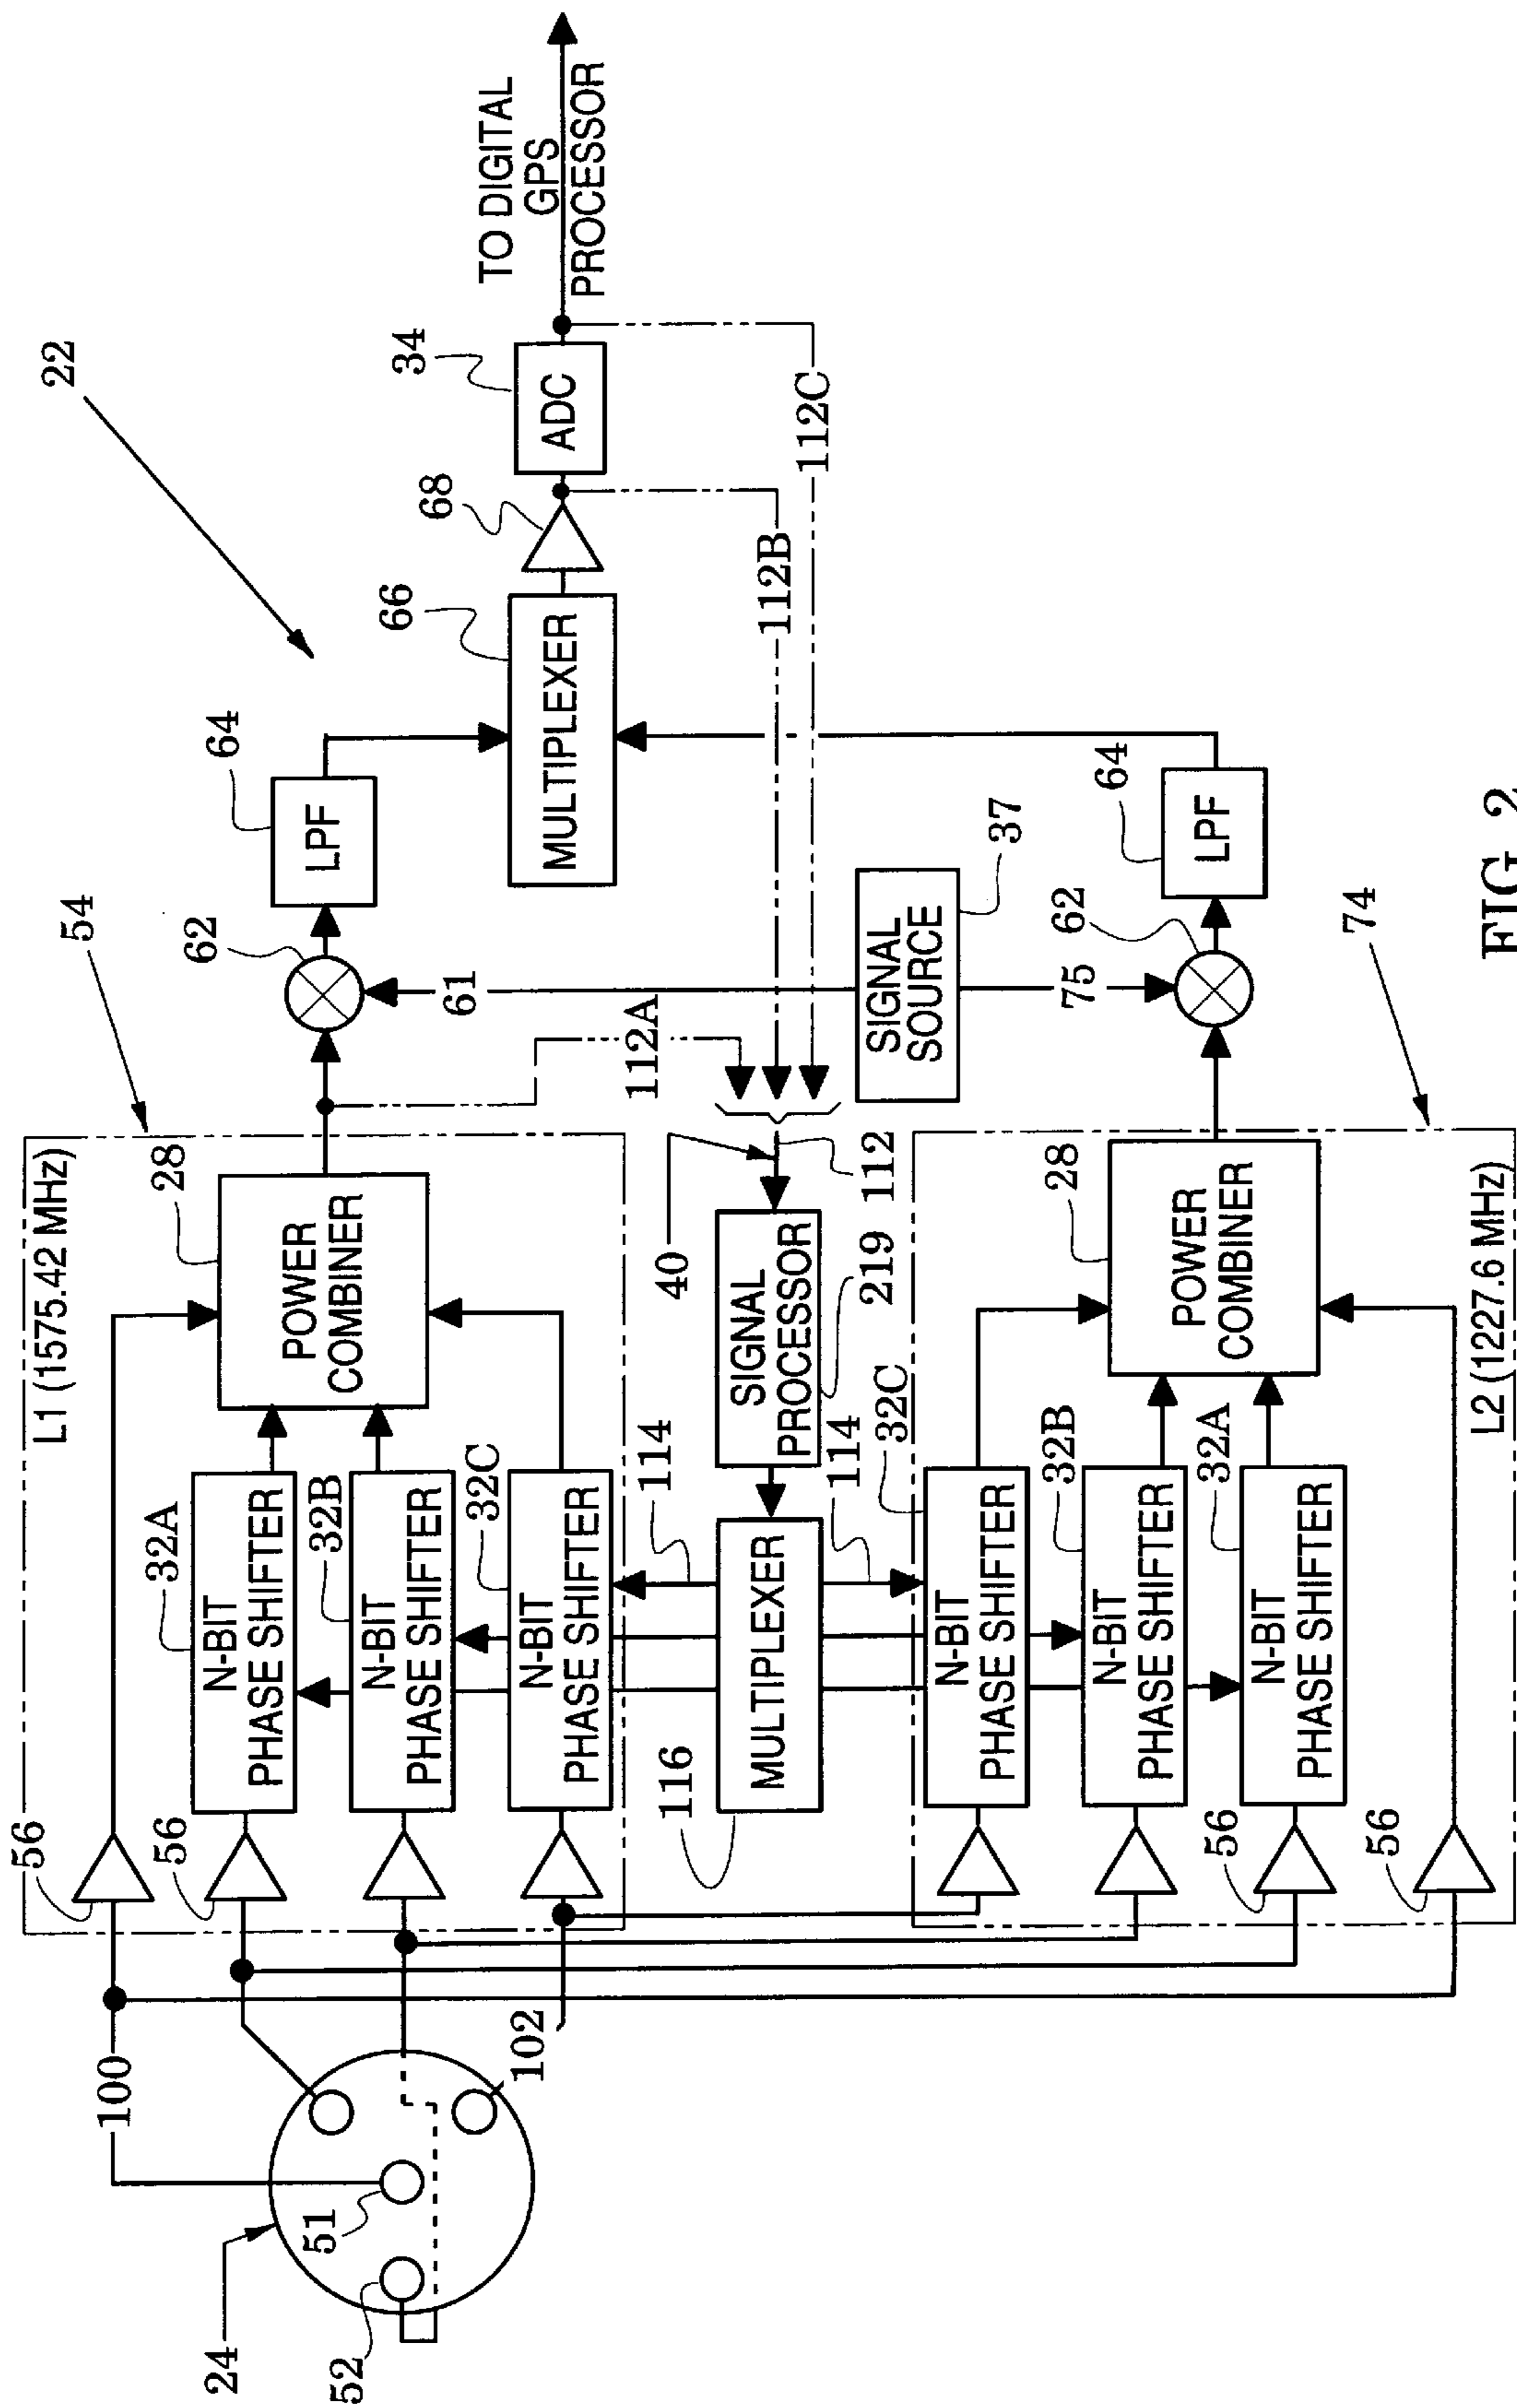 22
TO DIGITAL
GPS
PROCESSOR
34
ADC
68
66
MULTIPLEXER
64
LPF
62
54
61
112A
112B
112C
L1 (1575.42 MHz)
28
POWER
COMBINER
32A
N-BIT
PHASE SHIFTER
32B
N-BIT
PHASE SHIFTER
32C
N-BIT
PHASE SHIFTER
56
56
100
102
24
51
52
40
112
SIGNAL
PROCESSOR
219
114
114
MULTIPLEXER
116
SIGNAL
SOURCE
37
75
62
64
LPF
74
28
POWER
COMBINER
32C
N-BIT
PHASE SHIFTER
32B
N-BIT
PHASE SHIFTER
32A
N-BIT
PHASE SHIFTER
56
56
L2 (1227.6 MHz)
FIG. 2